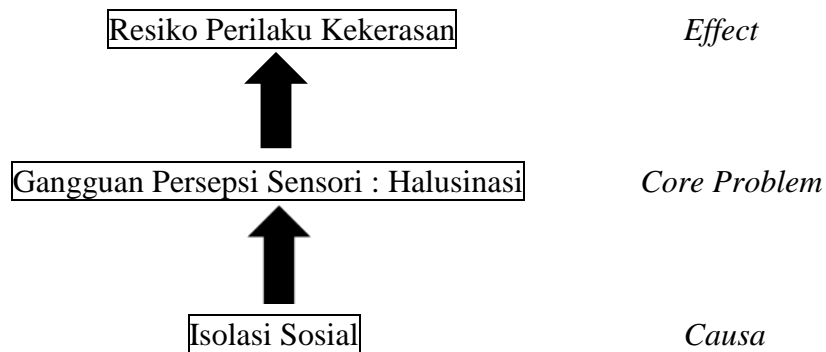 Resiko Perilaku Kekerasan Effect
Gangguan Persepsi Sensori : Halusinasi Core Problem
Isolasi Sosial Causa